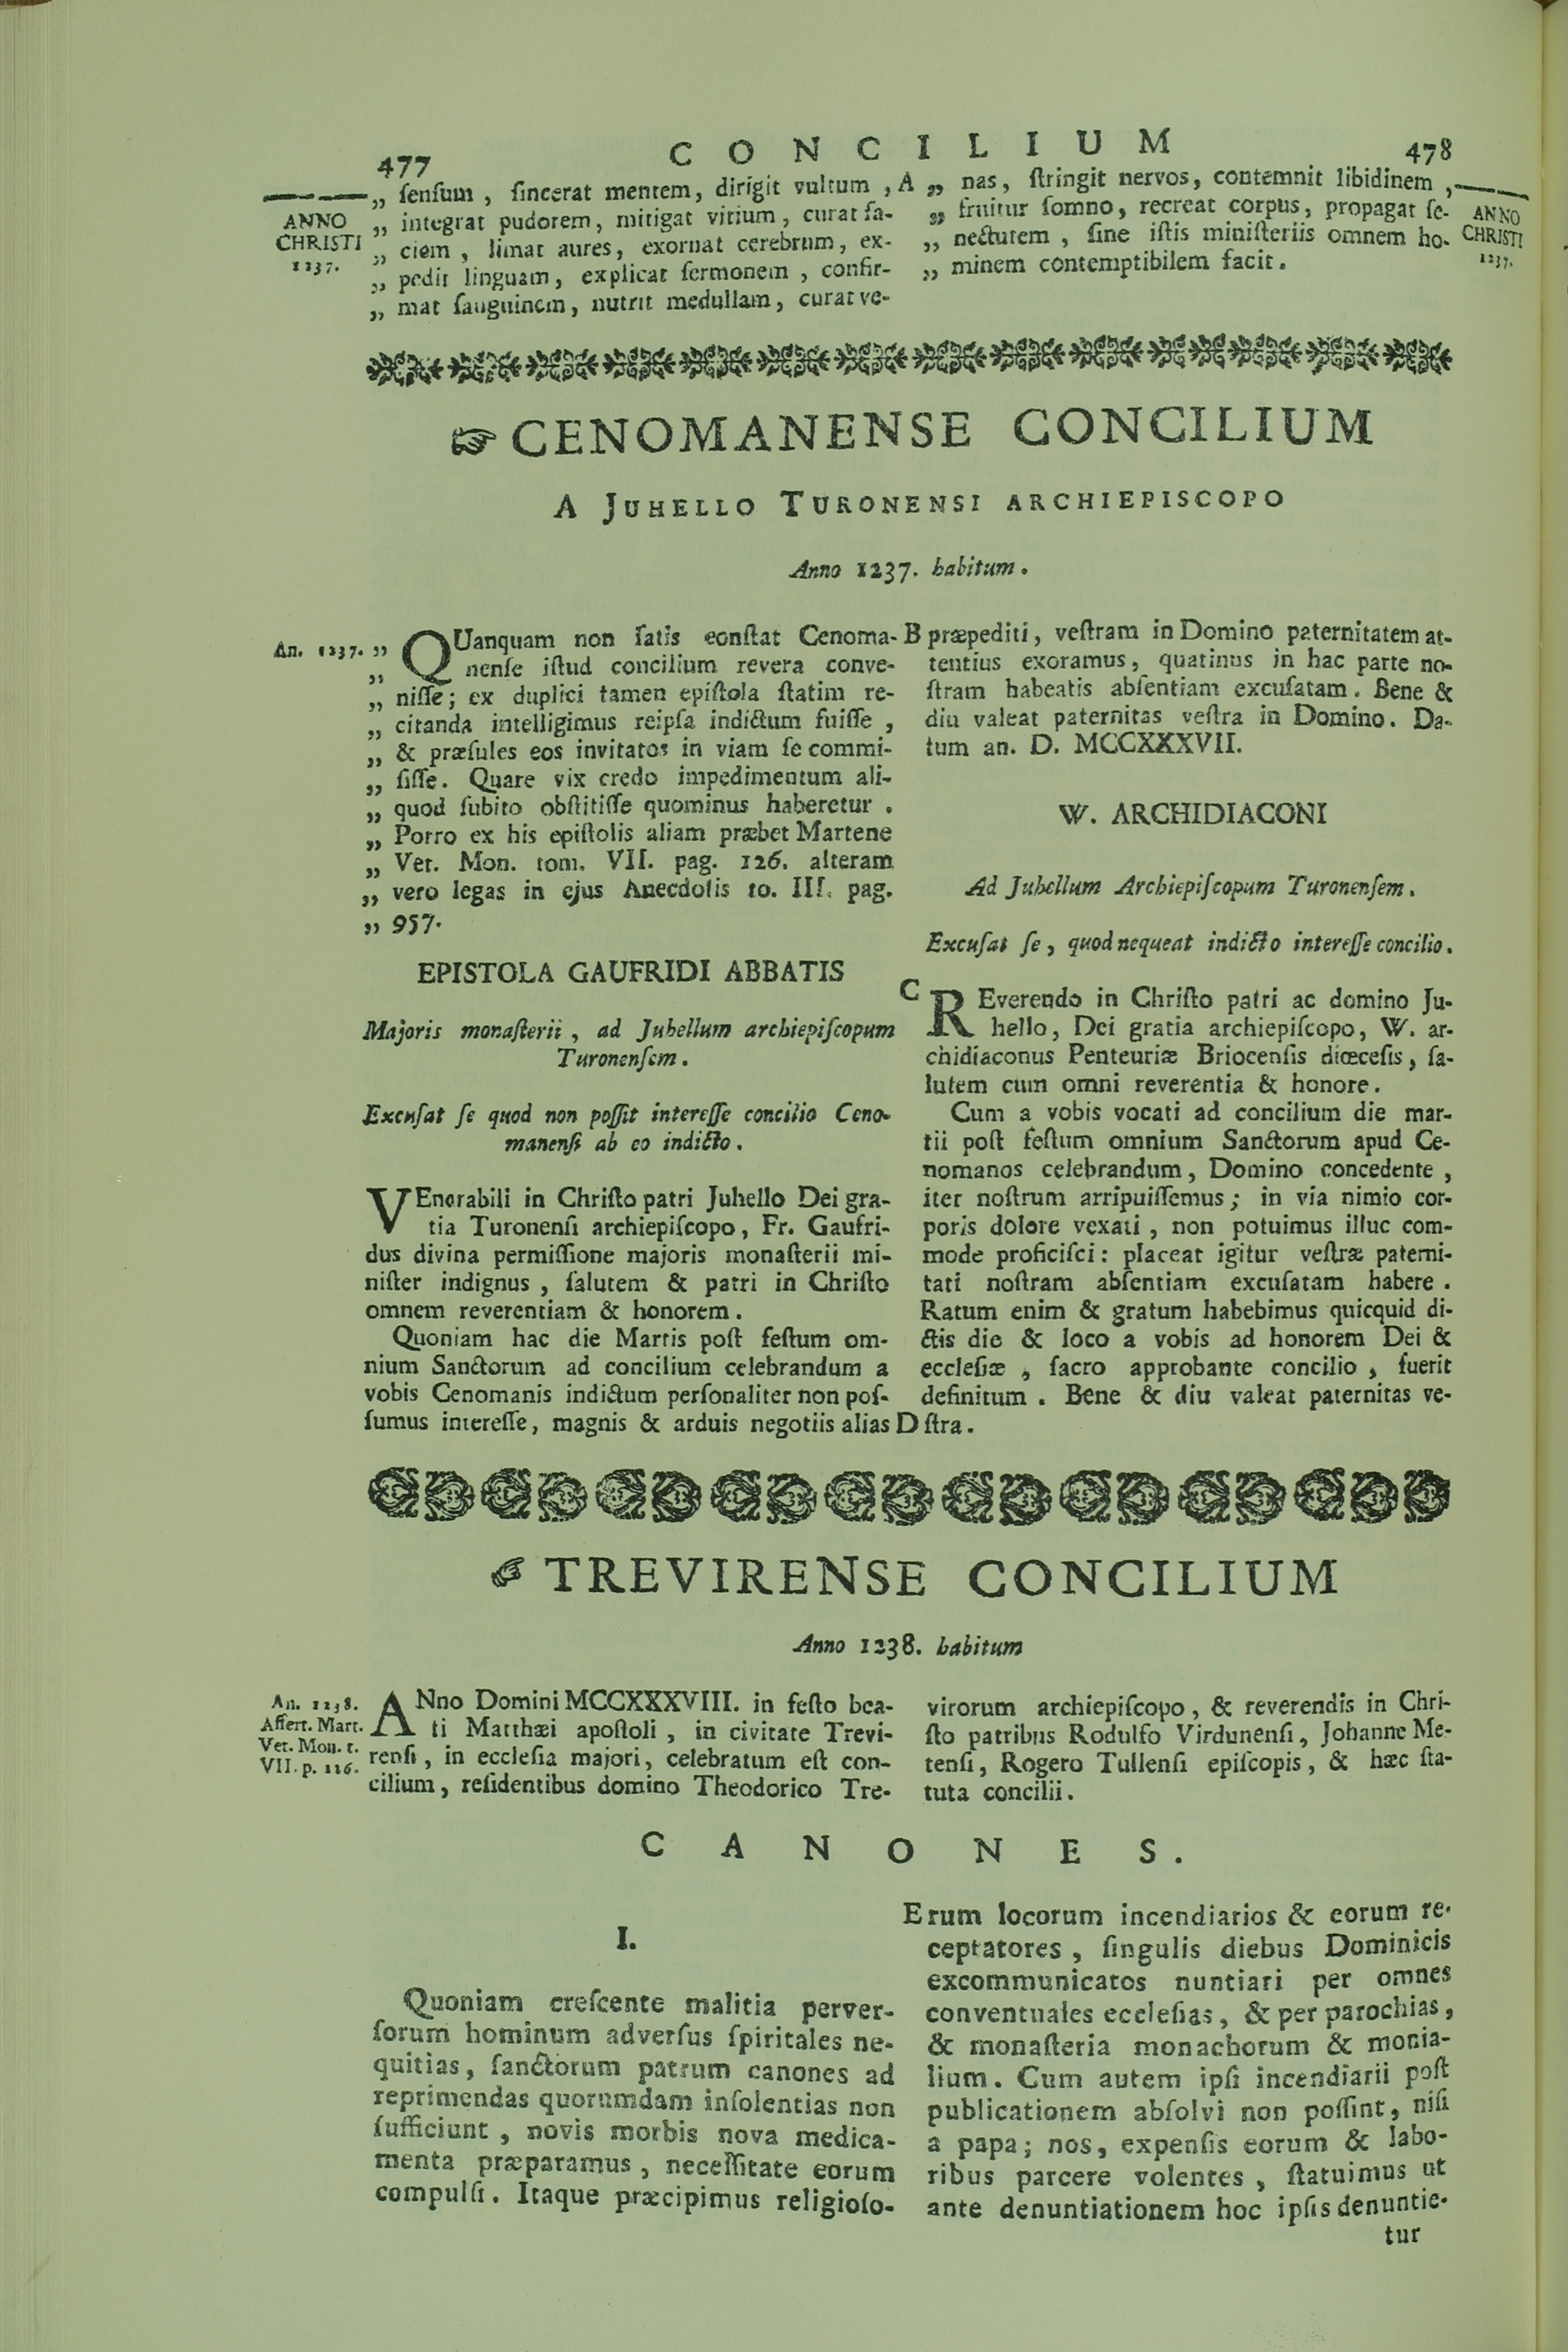 477
CONCILIUM
478
ANNO
CHRISTI
1237.
„ ſenſum , ſincerat mentem, dirigit vultum ,
„ integrat pudorem, mitigat vitium , curat fa-
„ ciem , limat aures, exornat cerebrum, ex-
„ pedit linguam, explicat ſermonem , confir-
„ mat ſanguinem, nutrit medullam, curat ve-
A „ nas, ſtringit nervos, contemnit libidinem ,
„ fruitur ſomno, recreat corpus, propagat ſe-
„ nectutem , ſine iſtis miniſteriis omnem ho-
„ minem contemptibilem facit.
ANNO
CHRISTI
1237.
☞ CENOMANENSE CONCILIUM
A JUHELLO TURONENSI ARCHIEPISCOPO
Anno 1237. habitum.
An. 1237.
„ QUanquam non ſatis eonſtat Cenoma-
„ nenſe iſtud concilium revera conve-
„ niſſe; ex duplici tamen epiſtola ſtatim re-
„ citanda intelligimus reipſa indictum fuiſſe ,
„ & præſules eos invitatos in viam ſe commi-
„ ſiſſe. Quare vix credo impedimentum ali-
„ quod ſubito obſtitiſſe quominus haberetur .
„ Porro ex his epiſtolis aliam præbet Martene
„ Vet. Mon. tom. VII. pag. 126. alteram
„ vero legas in ejus Anecdotis to. III. pag.
„ 957.
EPISTOLA GAUFRIDI ABBATIS
Majoris monaſterii , ad Juhellum archiepiſcopum
Turonenſem.
Excuſat ſe quod non poſſit intereſſe concilio Ceno-
manenſi ab eo indicto.
VEnerabili in Chriſto patri Juhello Dei gra-
tia Turonenſi archiepiſcopo, Fr. Gaufri-
dus divina permiſſione majoris monaſterii mi-
niſter indignus , ſalutem & patri in Chriſto
omnem reverentiam & honorem.
Quoniam hac die Martis poſt feſtum om-
nium Sanctorum ad concilium celebrandum a
vobis Cenomanis indictum perſonaliter non poſ-
ſumus intereſſe, magnis & arduis negotiis alias
B præpediti, veſtram in Domino paternitatem at-
tentius exoramus, quatinus in hac parte no-
ſtram habeatis abſentiam excuſatam. Bene &
diu valeat paternitas veſtra in Domino. Da-
tum an. D. MCCXXXVII.
W. ARCHIDIACONI
Ad Juhellum Archiepiſcopum Turonenſem.
Excuſat ſe, quod nequeat indicto intereſſe concilio.
C
REverendo in Chriſto patri ac domino Ju-
hello, Dei gratia archiepiſcopo, W. ar-
chidiaconus Penteuriæ Briocenſis diœceſis, ſa-
lutem cum omni reverentia & honore.
Cum a vobis vocati ad concilium die mar-
tii poſt feſtum omnium Sanctorum apud Ce-
nomanos celebrandum, Domino concedente ,
iter noſtrum arripuiſſemus; in via nimio cor-
poris dolore vexati , non potuimus illuc com-
mode proficiſci: placeat igitur veſtræ paterni-
tati noſtram abſentiam excuſatam habere .
Ratum enim & gratum habebimus quicquid di-
ctis die & loco a vobis ad honorem Dei &
eccleſiæ , ſacro approbante concilio , fuerit
definitum . Bene & diu valeat paternitas ve-
D ſtra.
☞ TREVIRENSE CONCILIUM
Anno 1238. habitum
An. 1238.
Aſſert. Mart.
Vet. Mon. t.
VII. p. 126.
ANno Domini MCCXXXVIII. in feſto bea-
ti Matthæi apoſtoli , in civitate Trevi-
renſi , in eccleſia majori, celebratum eſt con-
cilium, reſidentibus domino Theodorico Tre-
virorum archiepiſcopo, & reverendis in Chri-
ſto patribus Rodulfo Virdunenſi, Johanne Me-
tenſi, Rogero Tullenſi epiſcopis, & hæc ſta-
tuta concilii.
CANONES.
I.
Quoniam creſcente malitia perver-
ſorum hominum adverſus ſpiritales ne-
quitias, ſanctorum patrum canones ad
reprimendas quorumdam inſolentias non
ſufficiunt , novis morbis nova medica-
menta præparamus , neceſſitate eorum
compulſi. Itaque præcipimus religioſo-
E rum locorum incendiarios & eorum re-
ceptatores , ſingulis diebus Dominicis
excommunicatos nuntiari per omnes
conventuales eccleſias, & per parochias,
& monaſteria monachorum & monia-
lium. Cum autem ipſi incendiarii poſt
publicationem abſolvi non poſſint, niſi
a papa; nos, expenſis eorum & labo-
ribus parcere volentes , ſtatuimus ut
ante denuntiationem hoc ipſis denuntie-
tur